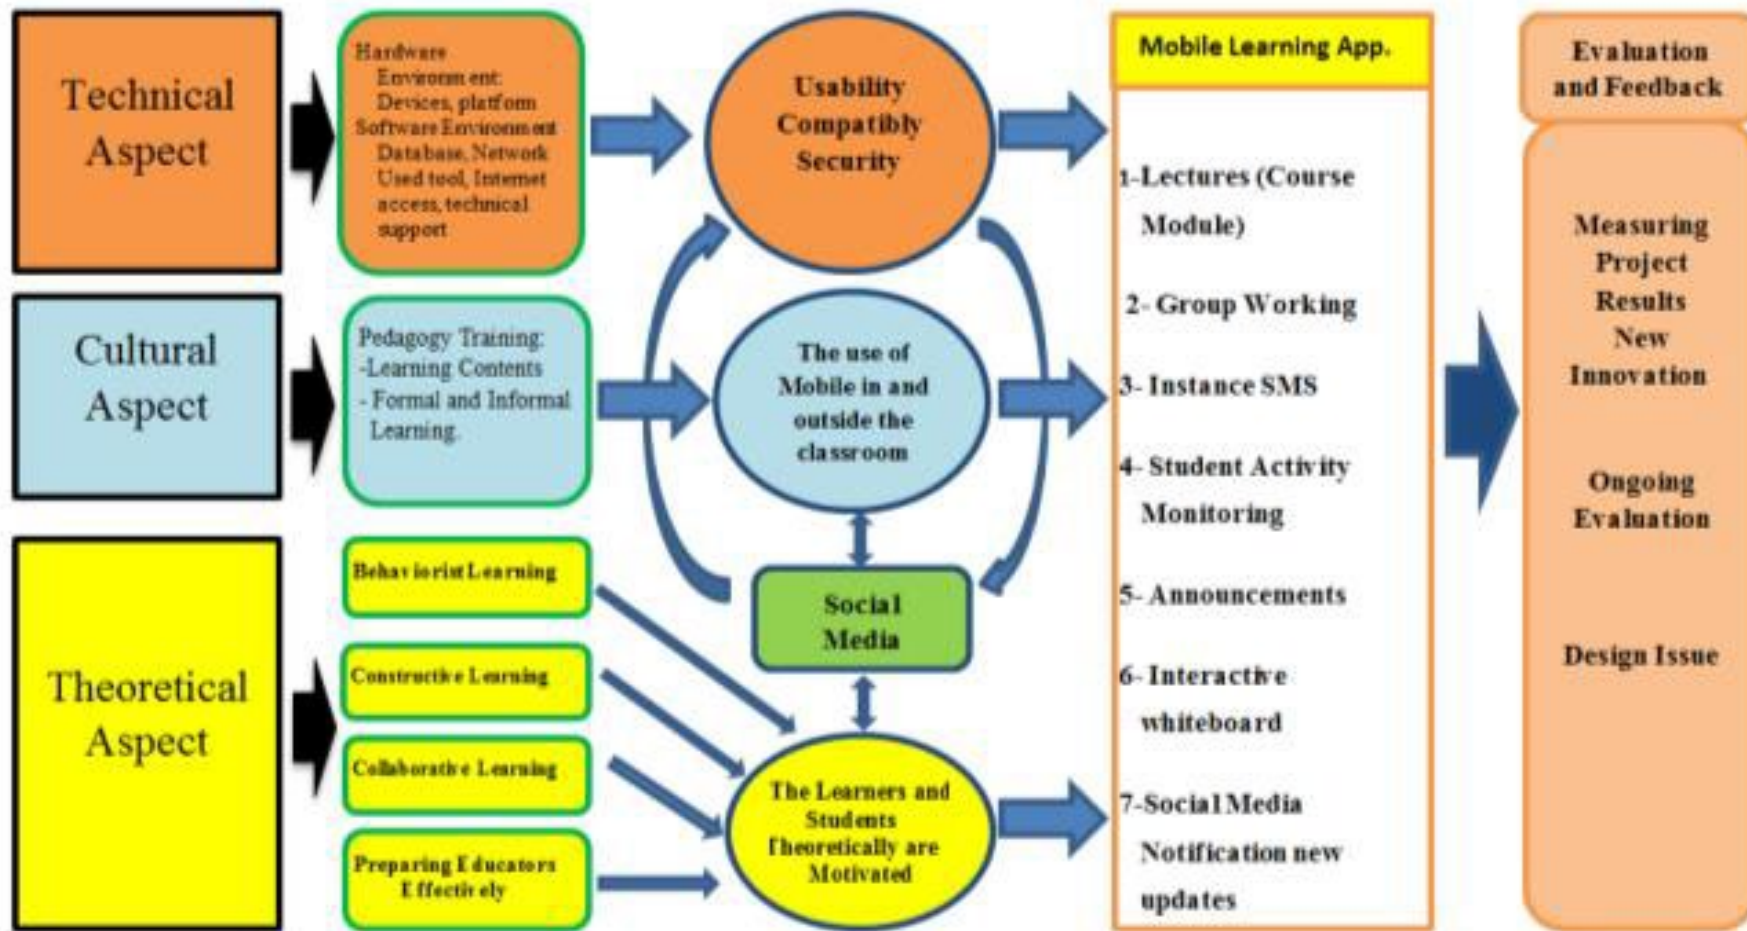 Technical
Aspect
Hardware
Environment:
Devices, platform
Software Environment
Database, Network
Used tool, Internet
access, technical
support
Usability
Compatibly
Security
Cultural
Aspect
Pedagogy Training:
-Learning Contents
- Formal and Informal
Learning.
The use of
Mobile in and
outside the
classroom
Social
Media
Theoretical
Aspect
Behaviorist Learning
Constructive Learning
Collaborative Learning
Preparing Educators
Effectively
The Learners and
Students
Theoretically are
Motivated
Mobile Learning App.
1-Lectures (Course
Module)
2- Group Working
3- Instance SMS
4- Student Activity
Monitoring
5- Announcements
6- Interactive
whiteboard
7-Social Media
Notification new
updates
Evaluation
and Feedback
Measuring
Project
Results
New
Innovation
Ongoing
Evaluation
Design Issue